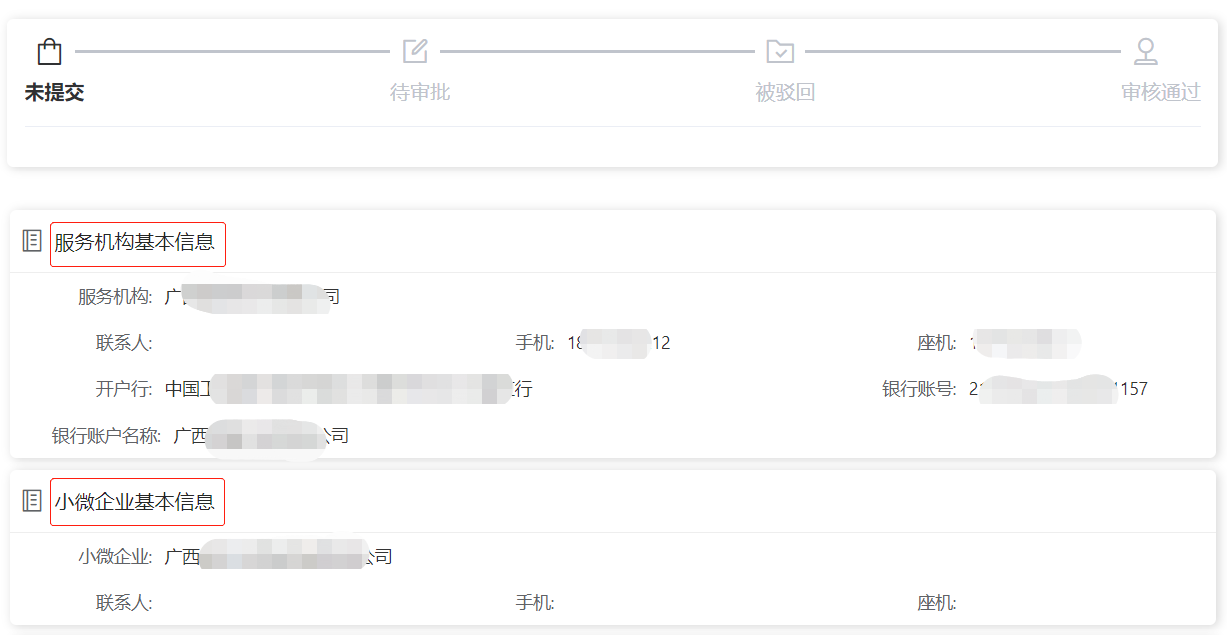 未提交 待审批 被驳回 审核通过
服务机构基本信息
服务机构: 广 司
联系人: 手机: 18 12 座机:
开户行: 中国工 行 银行账号: 2 1157
银行账户名称: 广西 公司
小微企业基本信息
小微企业: 广西 公司
联系人: 手机: 座机: